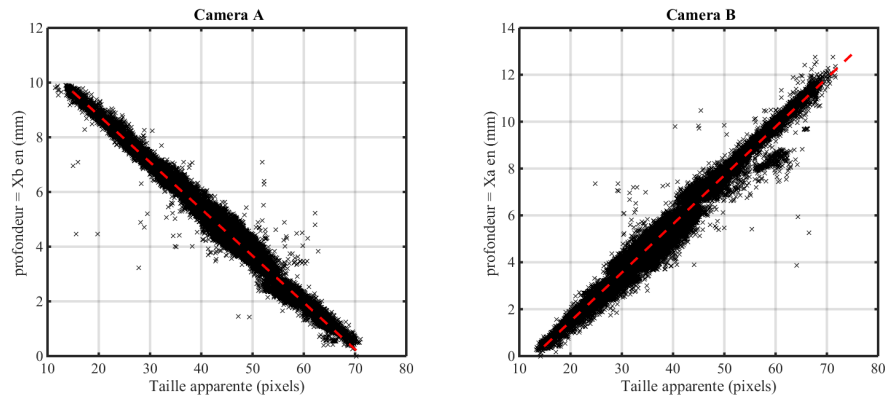 Camera A
12
10
8
6
4
2
0
10 20 30 40 50 60 70 80
Taille apparente (pixels)
profondeur = Xb en (mm)
Camera B
14
12
10
8
6
4
2
0
10 20 30 40 50 60 70 80
Taille apparente (pixels)
profondeur = Xa en (mm)